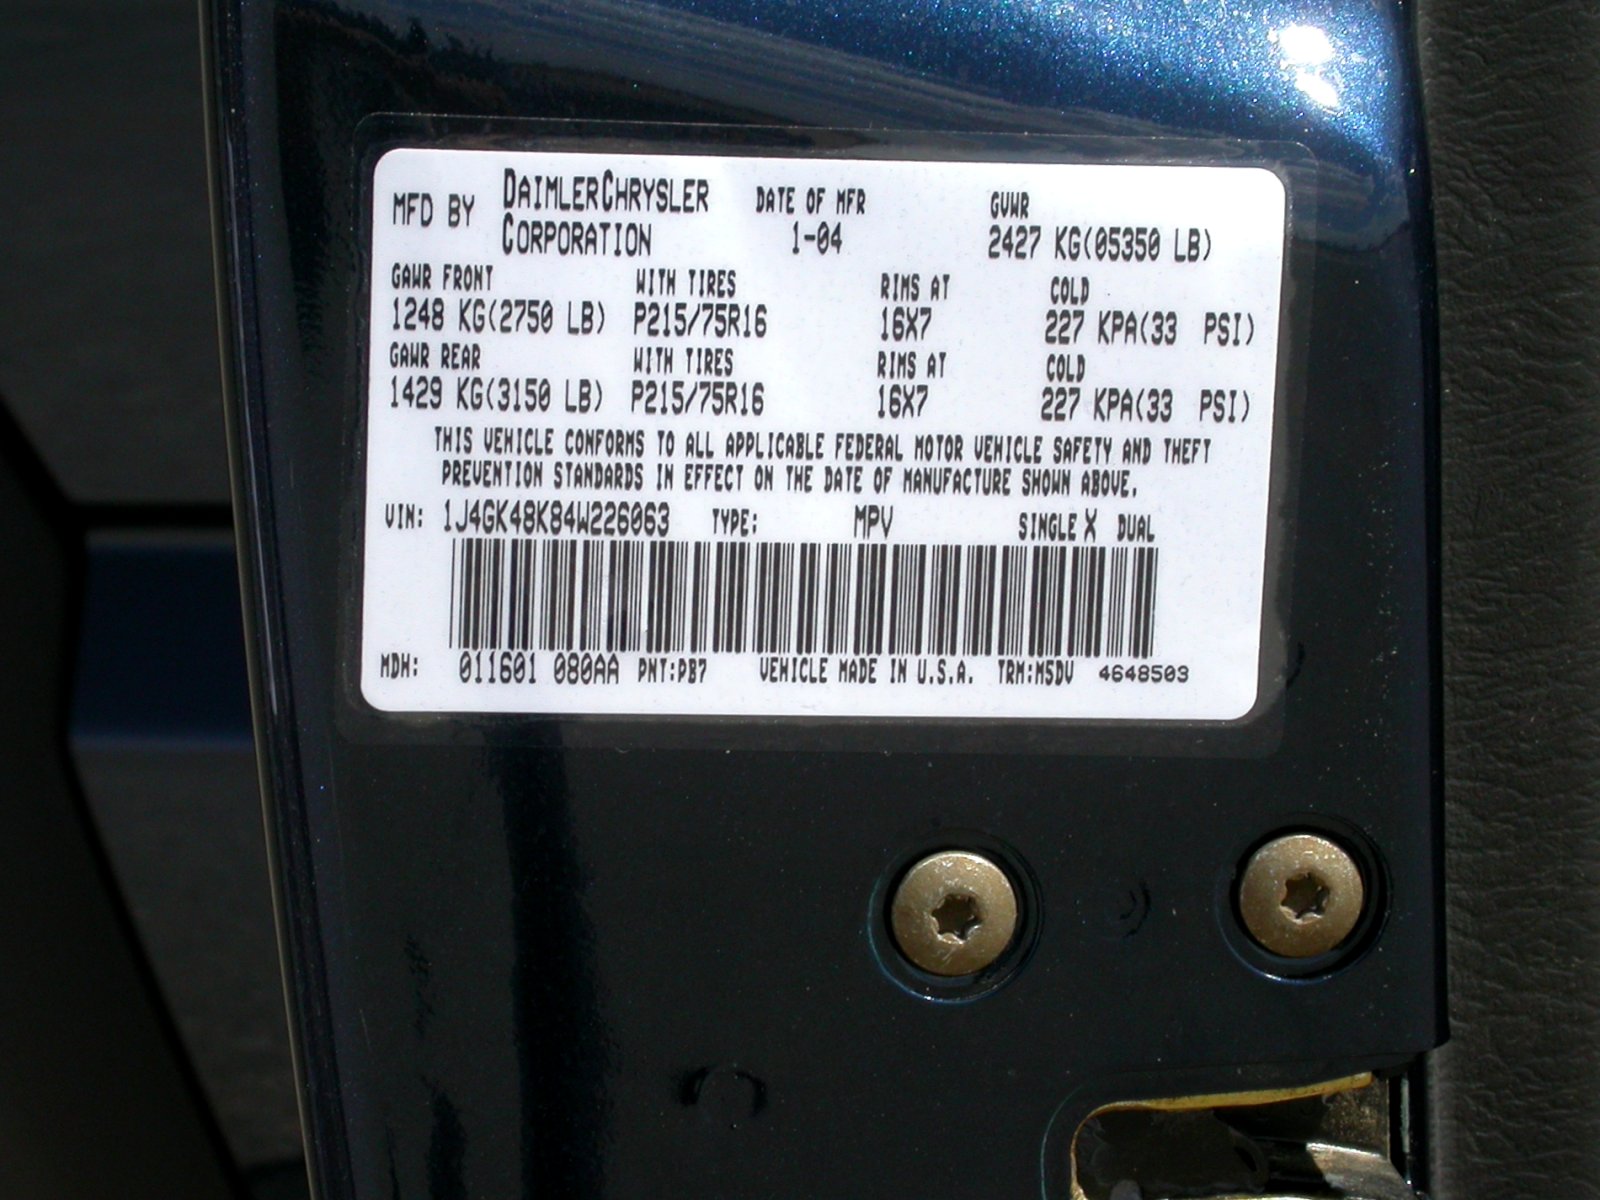 MFD BY DAIMLERCHRYSLER CORPORATION DATE OF MFR 1-04 GVWR 2427 KG(05350 LB)
GAWR FRONT WITH TIRES RIMS AT COLD
1248 KG(2750 LB) P215/75R16 16X7 227 KPA(33 PSI)
GAWR REAR WITH TIRES RIMS AT COLD
1429 KG(3150 LB) P215/75R16 16X7 227 KPA(33 PSI)
THIS VEHICLE CONFORMS TO ALL APPLICABLE FEDERAL MOTOR VEHICLE SAFETY AND THEFT
PREVENTION STANDARDS IN EFFECT ON THE DATE OF MANUFACTURE SHOWN ABOVE.
VIN: 1J4GK48K84W226063 TYPE: MPV SINGLE X DUAL
MDH: 011601 080AA PNT:PB7 VEHICLE MADE IN U.S.A. TRM:M5DV 4648503